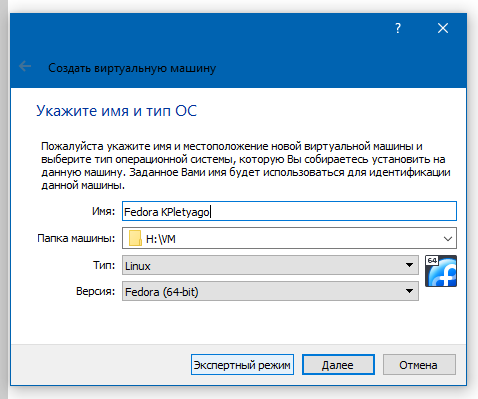 ?
Создать виртуальную машину
Укажите имя и тип ОС
Пожалуйста укажите имя и местоположение новой виртуальной машины и
выберите тип операционной системы, которую Вы собираетесь установить на
данную машину. Заданное Вами имя будет использоваться для идентификации
данной машины.
Имя: Fedora KPletyago
Папка машины: H:\VM
Тип: Linux
64
Версия: Fedora (64-bit)
Экспертный режим Далее Отмена